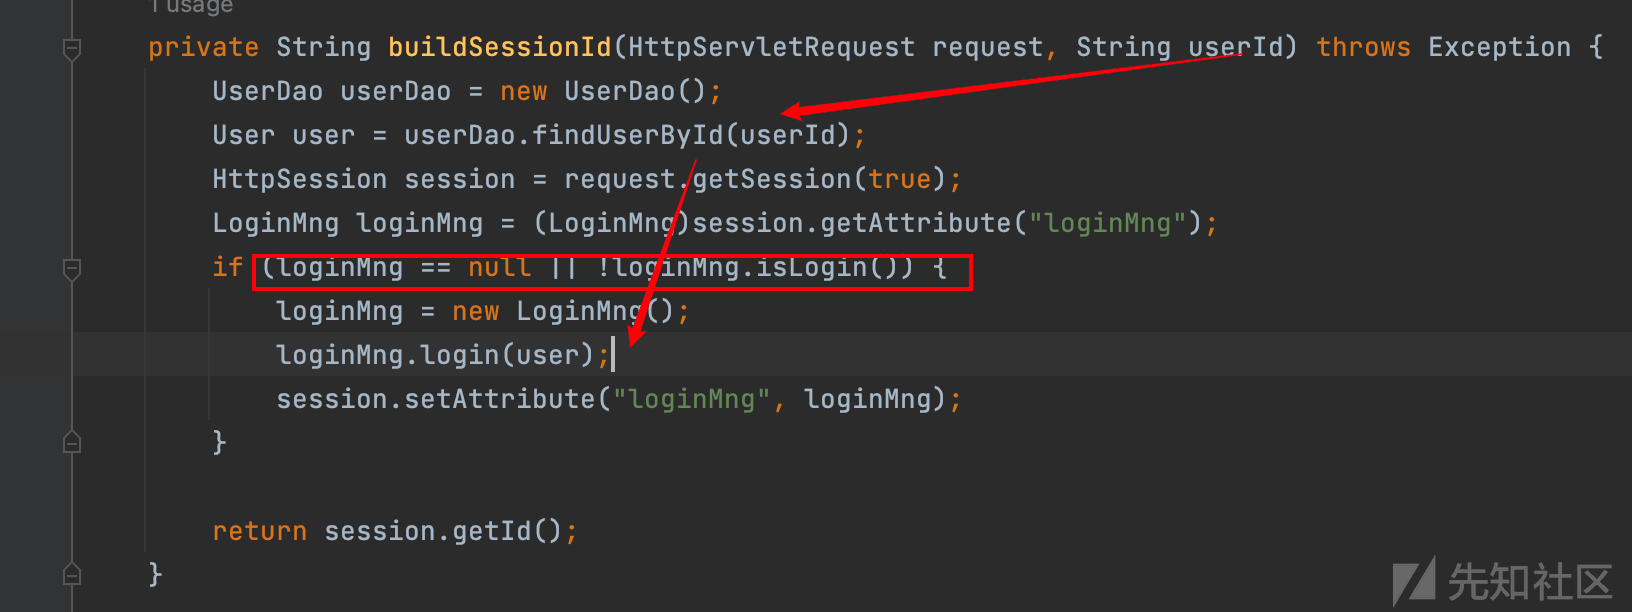 1 usage
private String buildSessionId(HttpServletRequest request, String userId) throws Exception {
UserDao userDao = new UserDao();
User user = userDao.findUserById(userId);
HttpSession session = request.getSession(true);
LoginMng loginMng = (LoginMng)session.getAttribute("loginMng");
if (loginMng == null || !loginMng.isLogin()) {
loginMng = new LoginMng();
loginMng.login(user);
session.setAttribute("loginMng", loginMng);
}
return session.getId();
}
先知社区